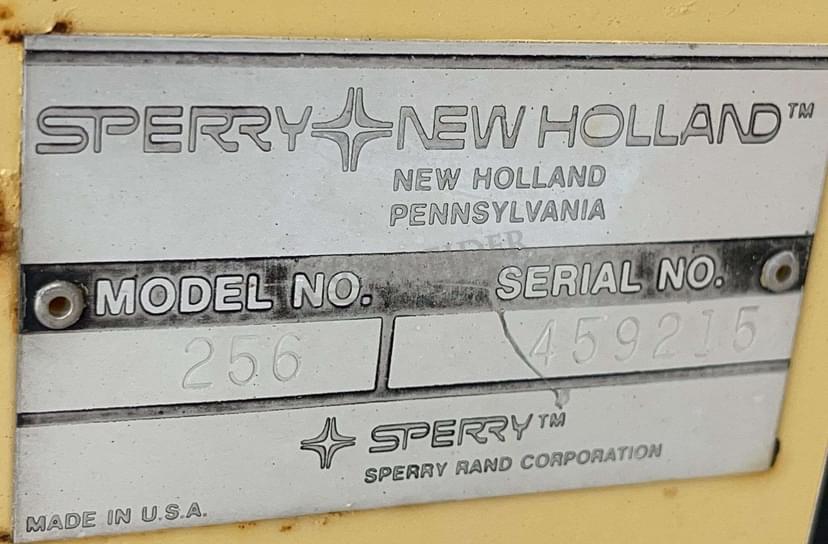 SPERRY NEW HOLLAND™
NEW HOLLAND
PENNSYLVANIA
MODEL NO. SERIAL NO.
256 459215
SPERRY™
SPERRY RAND CORPORATION
MADE IN U.S.A.